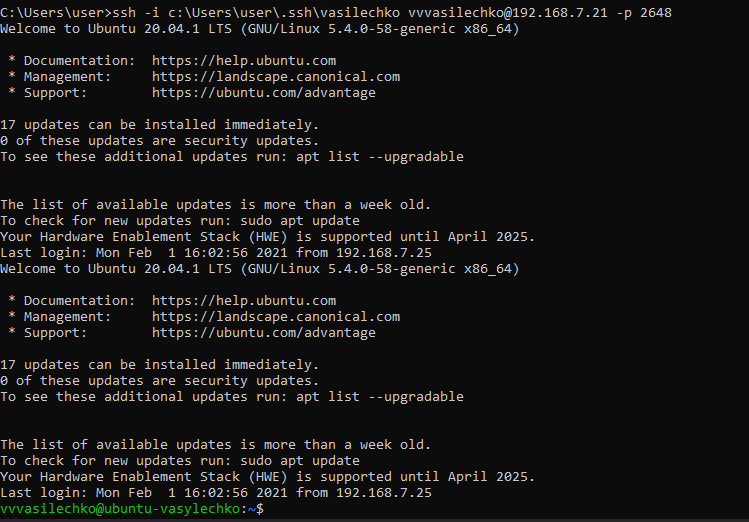 C:\Users\user>ssh -i c:\Users\user\.ssh\vasilechko vvvasilechko@192.168.7.21 -p 2648
Welcome to Ubuntu 20.04.1 LTS (GNU/Linux 5.4.0-58-generic x86_64)
* Documentation:  https://help.ubuntu.com
* Management:     https://landscape.canonical.com
* Support:        https://ubuntu.com/advantage
17 updates can be installed immediately.
0 of these updates are security updates.
To see these additional updates run: apt list --upgradable
The list of available updates is more than a week old.
To check for new updates run: sudo apt update
Your Hardware Enablement Stack (HWE) is supported until April 2025.
Last login: Mon Feb  1 16:02:56 2021 from 192.168.7.25
Welcome to Ubuntu 20.04.1 LTS (GNU/Linux 5.4.0-58-generic x86_64)
* Documentation:  https://help.ubuntu.com
* Management:     https://landscape.canonical.com
* Support:        https://ubuntu.com/advantage
17 updates can be installed immediately.
0 of these updates are security updates.
To see these additional updates run: apt list --upgradable
The list of available updates is more than a week old.
To check for new updates run: sudo apt update
Your Hardware Enablement Stack (HWE) is supported until April 2025.
Last login: Mon Feb  1 16:02:56 2021 from 192.168.7.25
vvvasilechko@ubuntu-vasylechko:~$